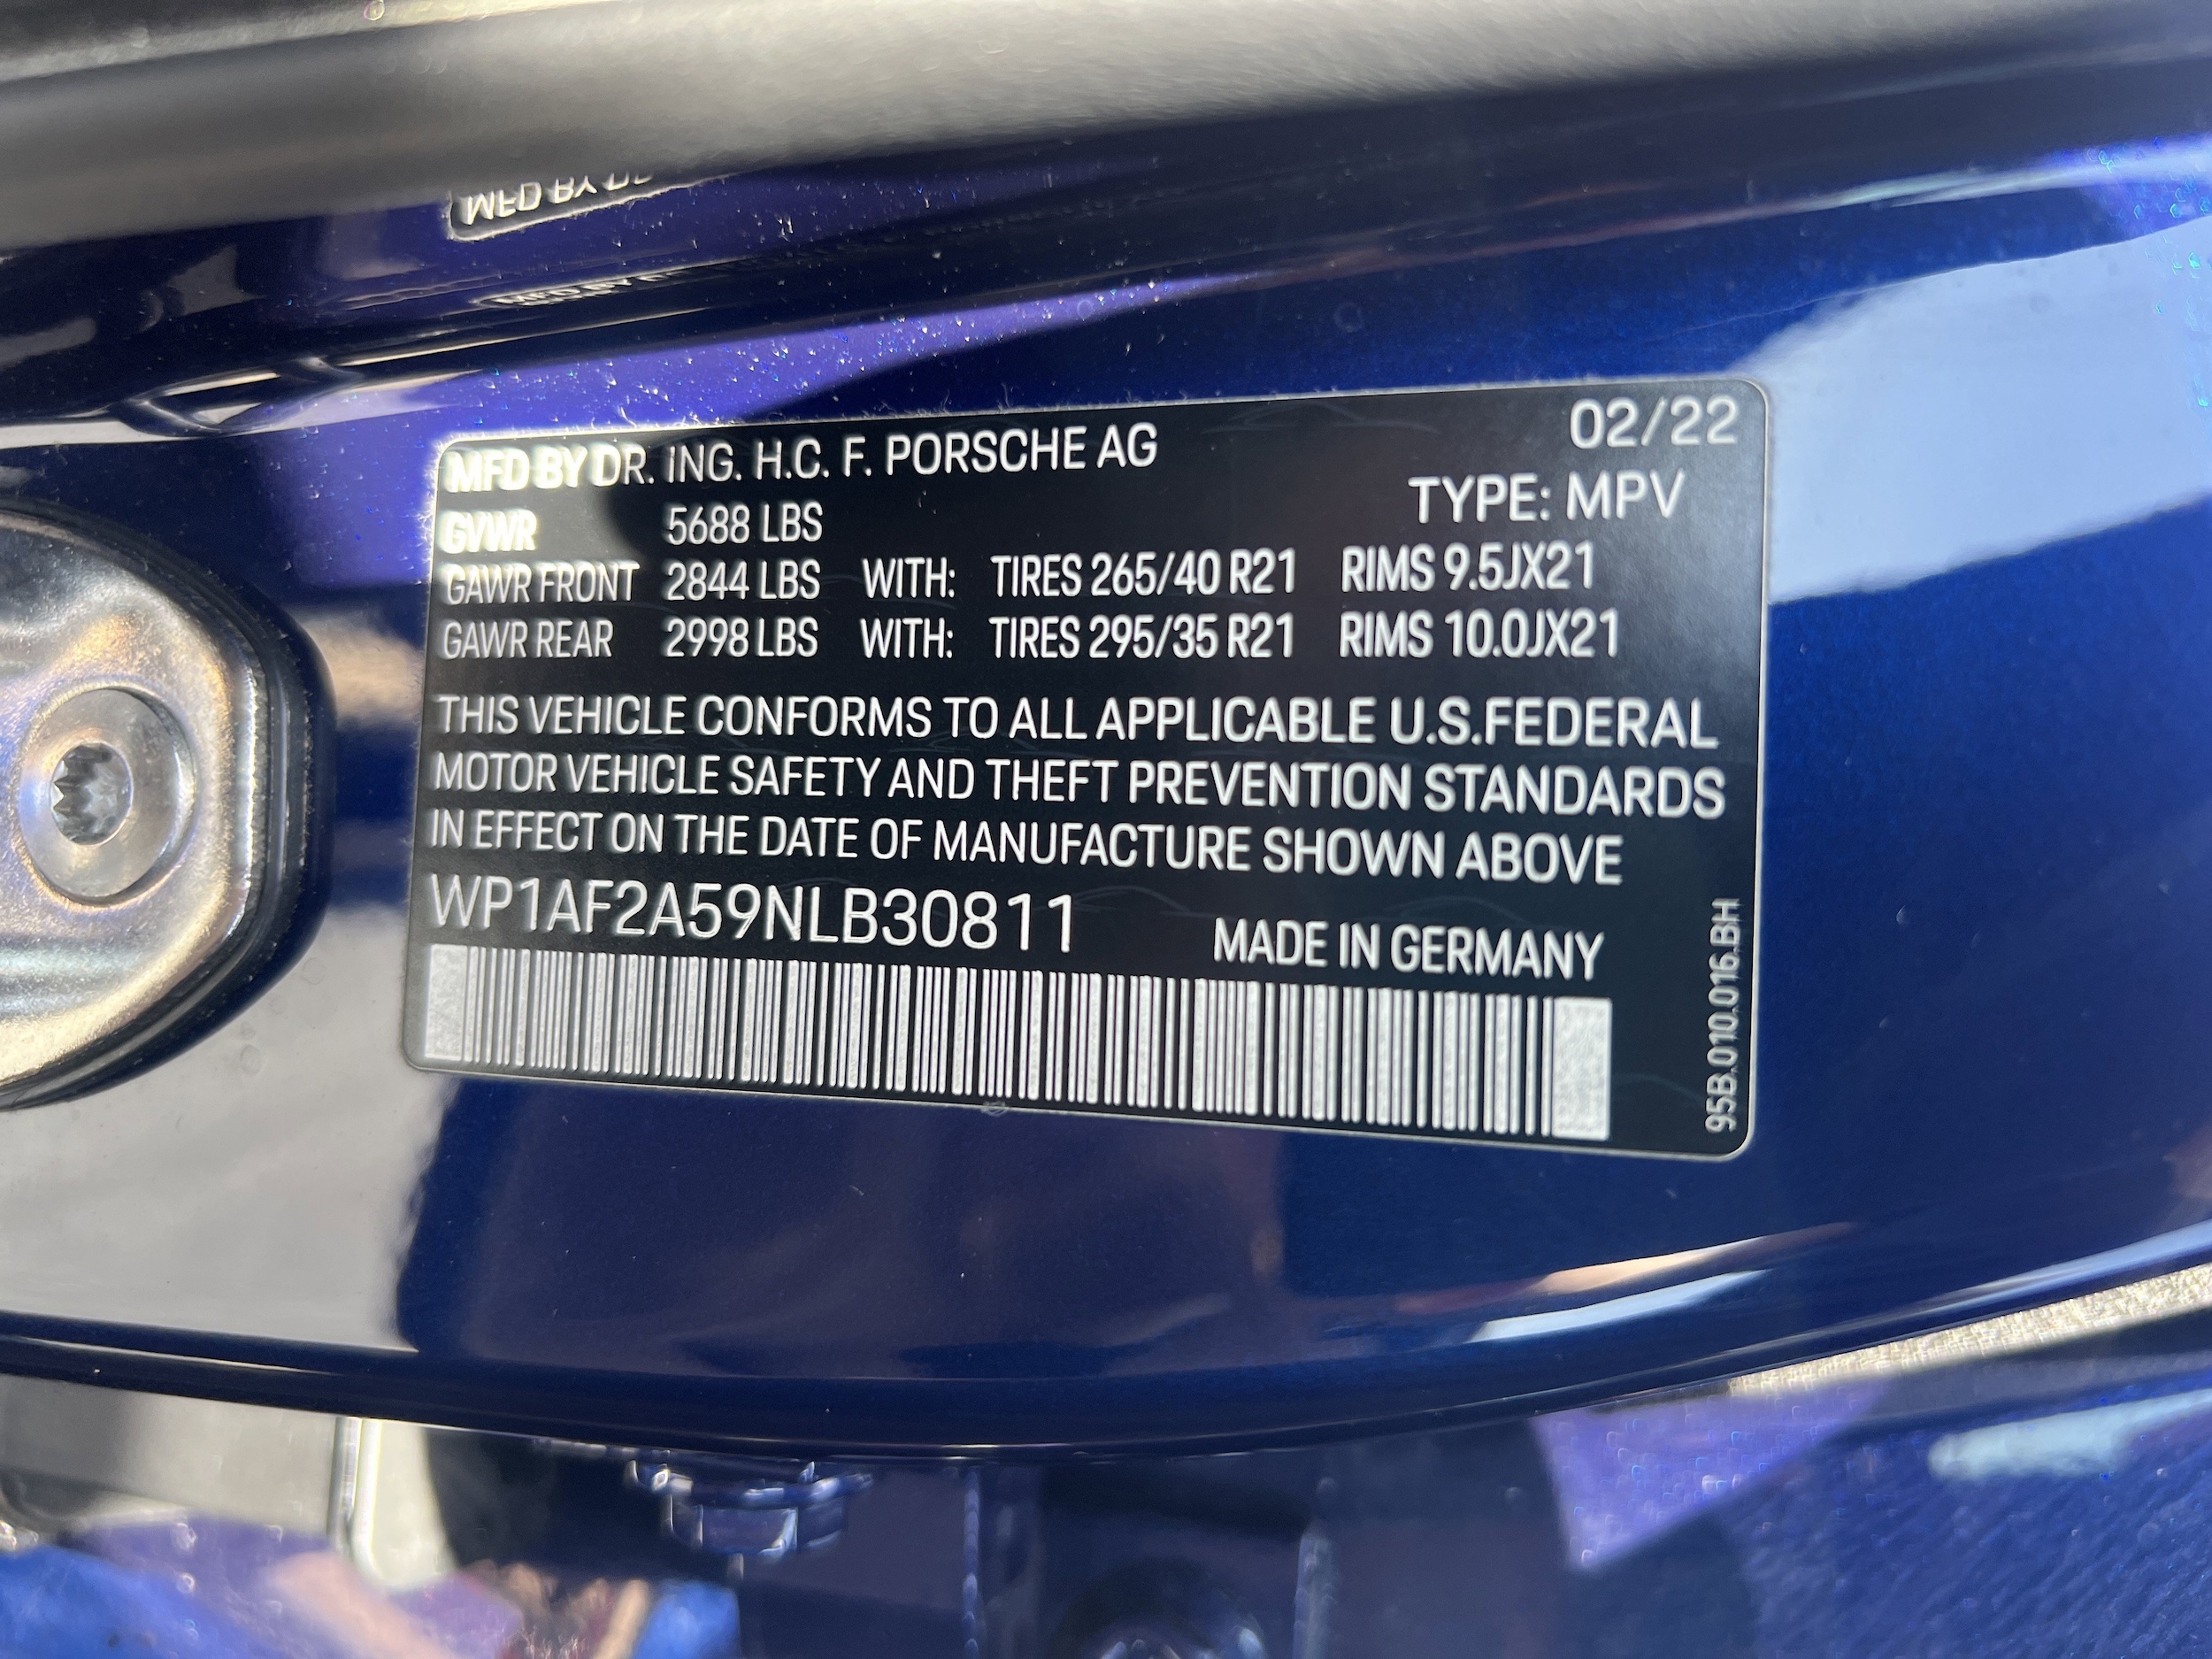 MFD BY DR. ING. H.C. F. PORSCHE AG 02/22
GVWR 5688 LBS TYPE: MPV
GAWR FRONT 2844 LBS WITH: TIRES 265/40 R21 RIMS 9.5JX21
GAWR REAR 2998 LBS WITH: TIRES 295/35 R21 RIMS 10.0JX21
THIS VEHICLE CONFORMS TO ALL APPLICABLE U.S.FEDERAL
MOTOR VEHICLE SAFETY AND THEFT PREVENTION STANDARDS
IN EFFECT ON THE DATE OF MANUFACTURE SHOWN ABOVE
WP1AF2A59NLB30811
MADE IN GERMANY
95B.010.016.BH